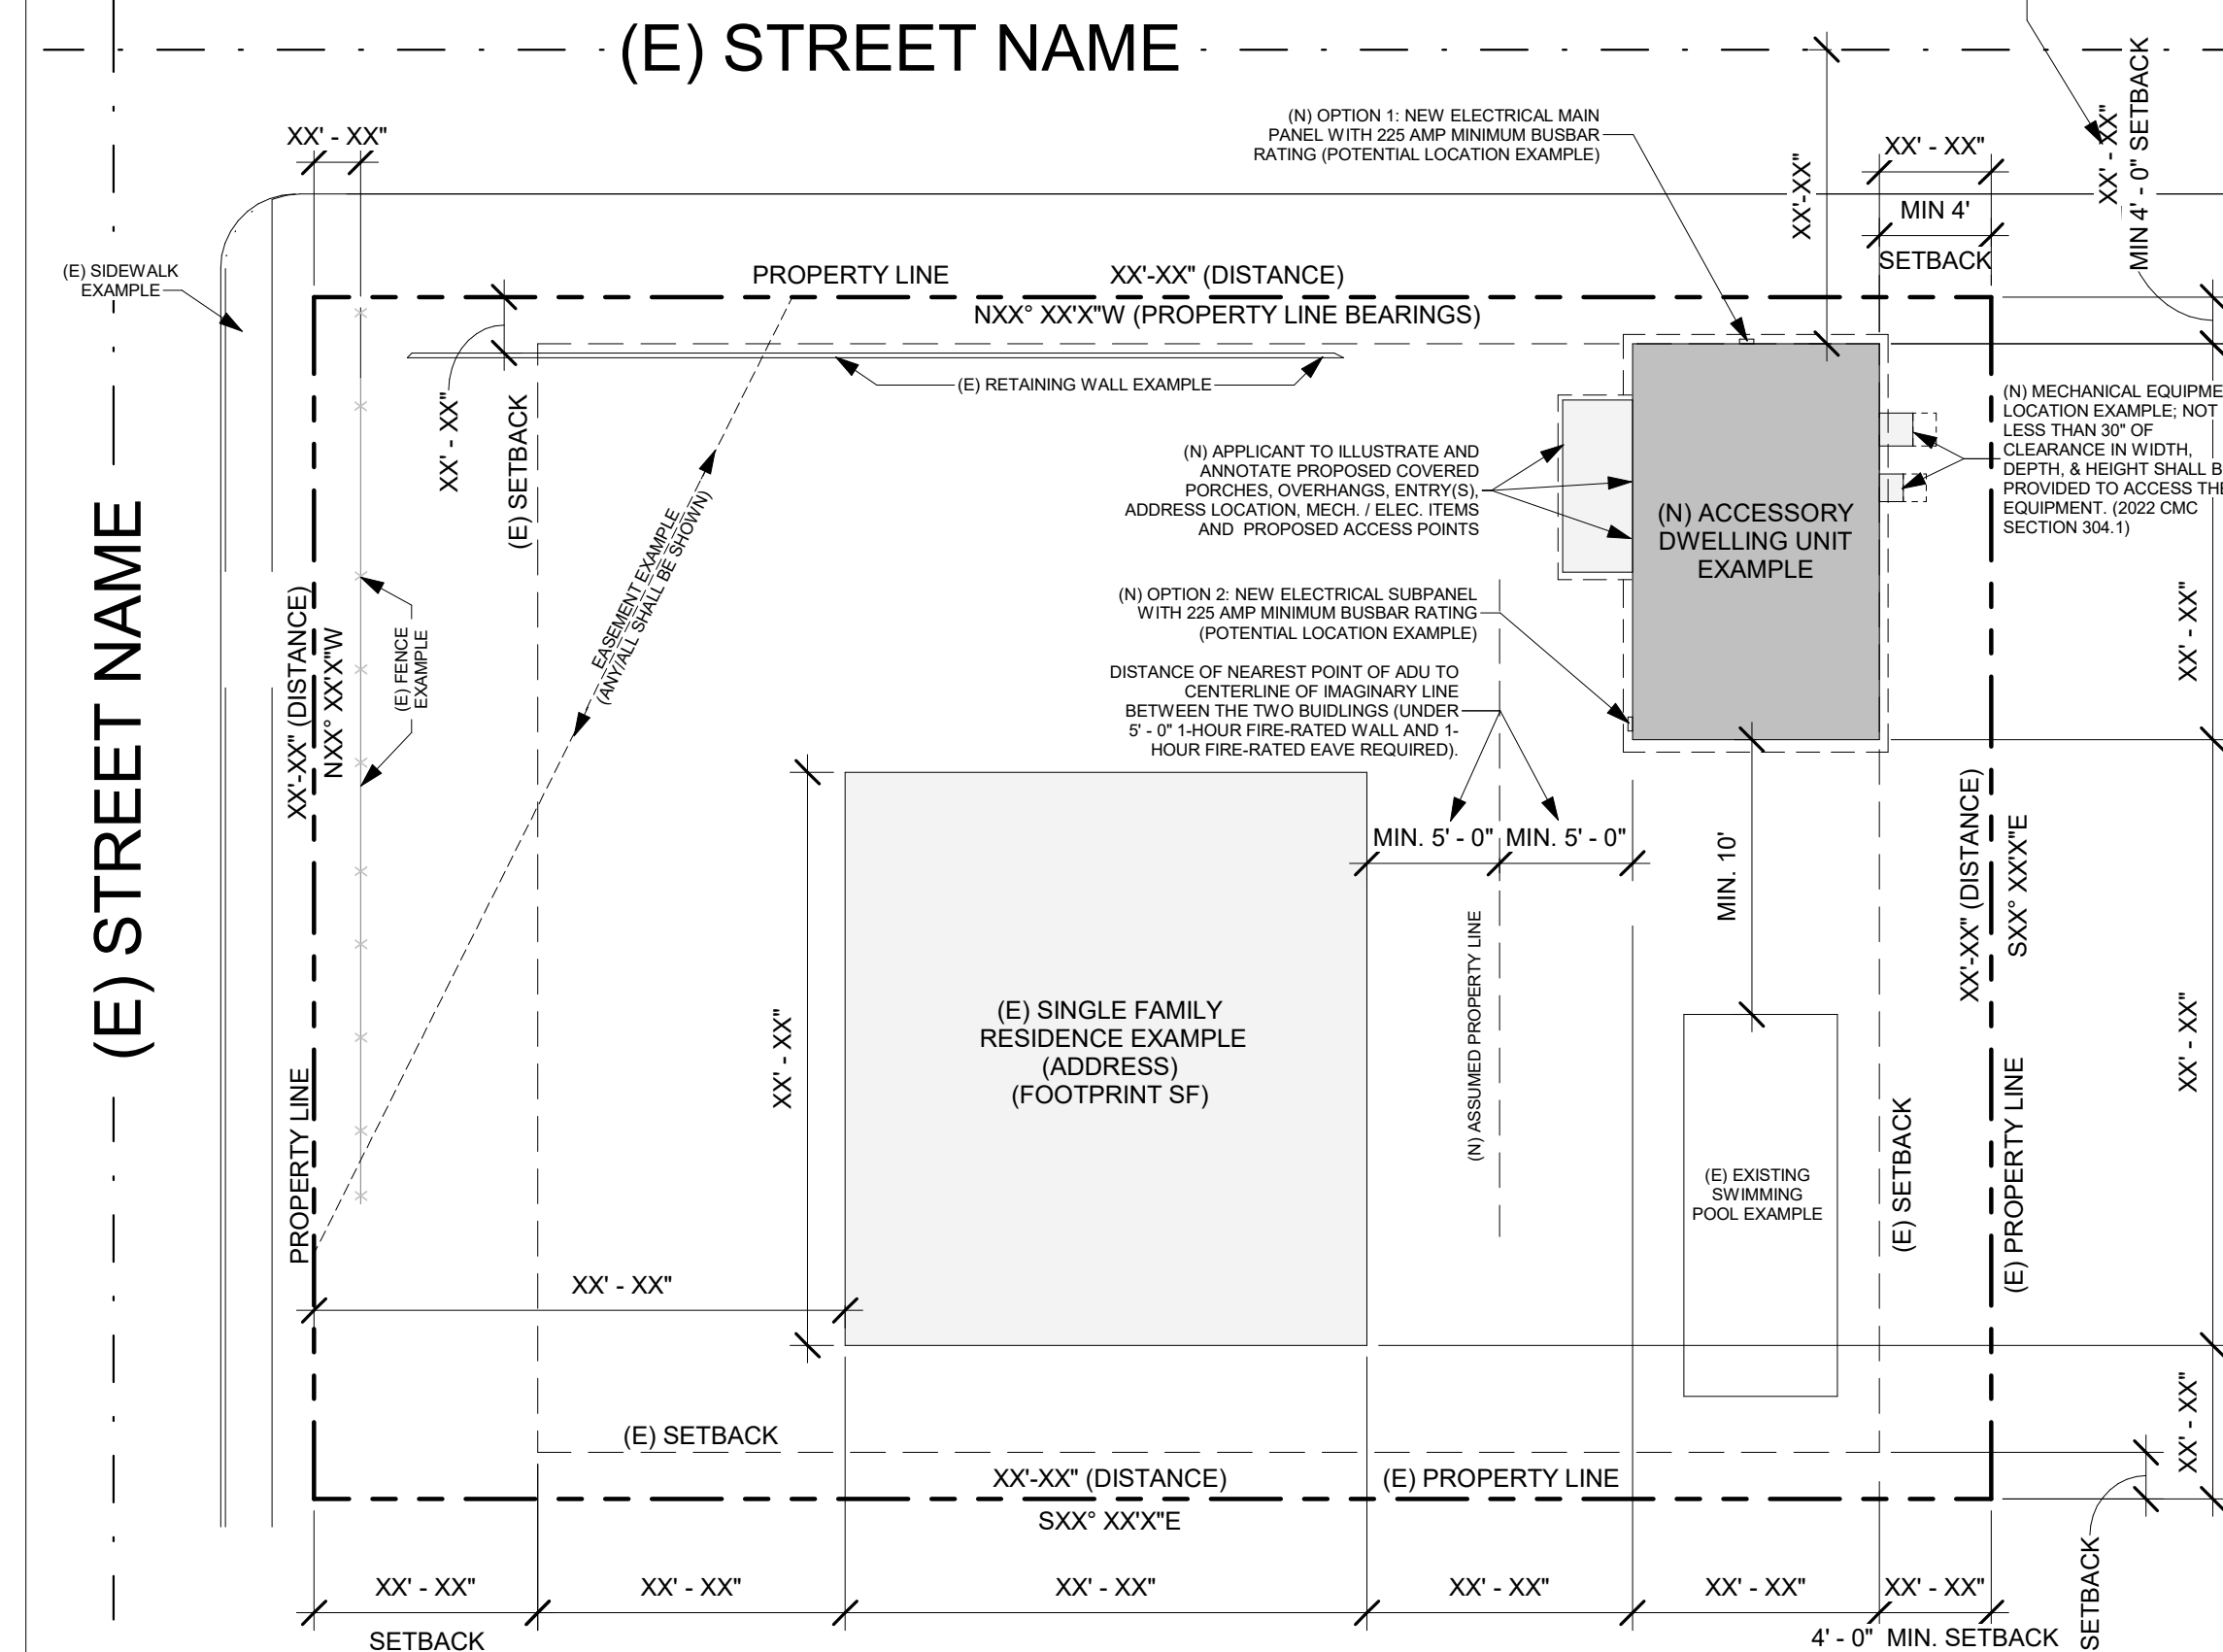 (E) STREET NAME
(N) OPTION 1: NEW ELECTRICAL MAIN
PANEL WITH 225 AMP MINIMUM BUSBAR
RATING (POTENTIAL LOCATION EXAMPLE)
XX' - XX"
XX'-XX"
XX' - XX"
MIN 4'
SETBACK
XX' - XX"
MIN 4' - 0" SETBACK
(E) SIDEWALK
EXAMPLE
PROPERTY LINE
XX'-XX" (DISTANCE)
NXX° XX'X"W (PROPERTY LINE BEARINGS)
(E) RETAINING WALL EXAMPLE
XX' - XX"
(E) SETBACK
(N) MECHANICAL EQUIPME
LOCATION EXAMPLE; NOT
LESS THAN 30" OF
CLEARANCE IN WIDTH,
DEPTH, & HEIGHT SHALL B
PROVIDED TO ACCESS THE
EQUIPMENT. (2022 CMC
SECTION 304.1)
(N) APPLICANT TO ILLUSTRATE AND
ANNOTATE PROPOSED COVERED
PORCHES, OVERHANGS, ENTRY(S),
ADDRESS LOCATION, MECH. / ELEC. ITEMS
AND PROPOSED ACCESS POINTS
(N) ACCESSORY
DWELLING UNIT
EXAMPLE
EASEMENT EXAMPLE
(ANY/ALL SHALL BE SHOWN)
(E) STREET NAME
XX'-XX" (DISTANCE)
NXX° XX'X"W
(E) FENCE
EXAMPLE
(N) OPTION 2: NEW ELECTRICAL SUBPANEL
WITH 225 AMP MINIMUM BUSBAR RATING
(POTENTIAL LOCATION EXAMPLE)
XX' - XX"
DISTANCE OF NEAREST POINT OF ADU TO
CENTERLINE OF IMAGINARY LINE
BETWEEN THE TWO BUIDLINGS (UNDER
5' - 0" 1-HOUR FIRE-RATED WALL AND 1-
HOUR FIRE-RATED EAVE REQUIRED).
MIN. 5' - 0"
MIN. 5' - 0"
MIN. 10'
XX'-XX" (DISTANCE)
SXX° XX'X"E
(N) ASSUMED PROPERTY LINE
XX' - XX"
(E) SINGLE FAMILY
RESIDENCE EXAMPLE
(ADDRESS)
(FOOTPRINT SF)
XX' - XX"
PROPERTY LINE
(E) EXISTING
SWIMMING
POOL EXAMPLE
(E) SETBACK
(E) PROPERTY LINE
XX' - XX"
XX' - XX"
(E) SETBACK
XX'-XX" (DISTANCE)
(E) PROPERTY LINE
SXX° XX'X"E
SETBACK
XX' - XX"
XX' - XX"
XX' - XX"
XX' - XX"
XX' - XX"
XX' - XX"
SETBACK
4' - 0" MIN. SETBACK